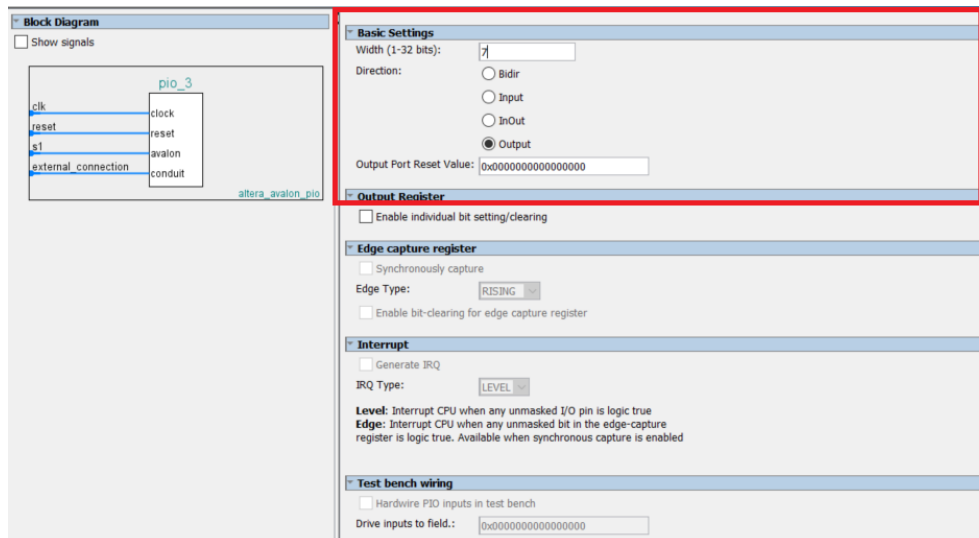 Block Diagram
Show signals
pio_3
clk
clock
reset
reset
s1
avalon
external_connection
conduit
altera_avalon_pio
Basic Settings
Width (1-32 bits): 7
Direction:
Bidir
Input
InOut
Output
Output Port Reset Value: 0x0000000000000000
Output Register
Enable individual bit setting/clearing
Edge capture register
Synchronously capture
Edge Type: RISING
Enable bit-clearing for edge capture register
Interrupt
Generate IRQ
IRQ Type: LEVEL
Level: Interrupt CPU when any unmasked I/O pin is logic true
Edge: Interrupt CPU when any unmasked bit in the edge-capture
register is logic true. Available when synchronous capture is enabled
Test bench wiring
Hardwire PIO inputs in test bench
Drive inputs to field.: 0x0000000000000000